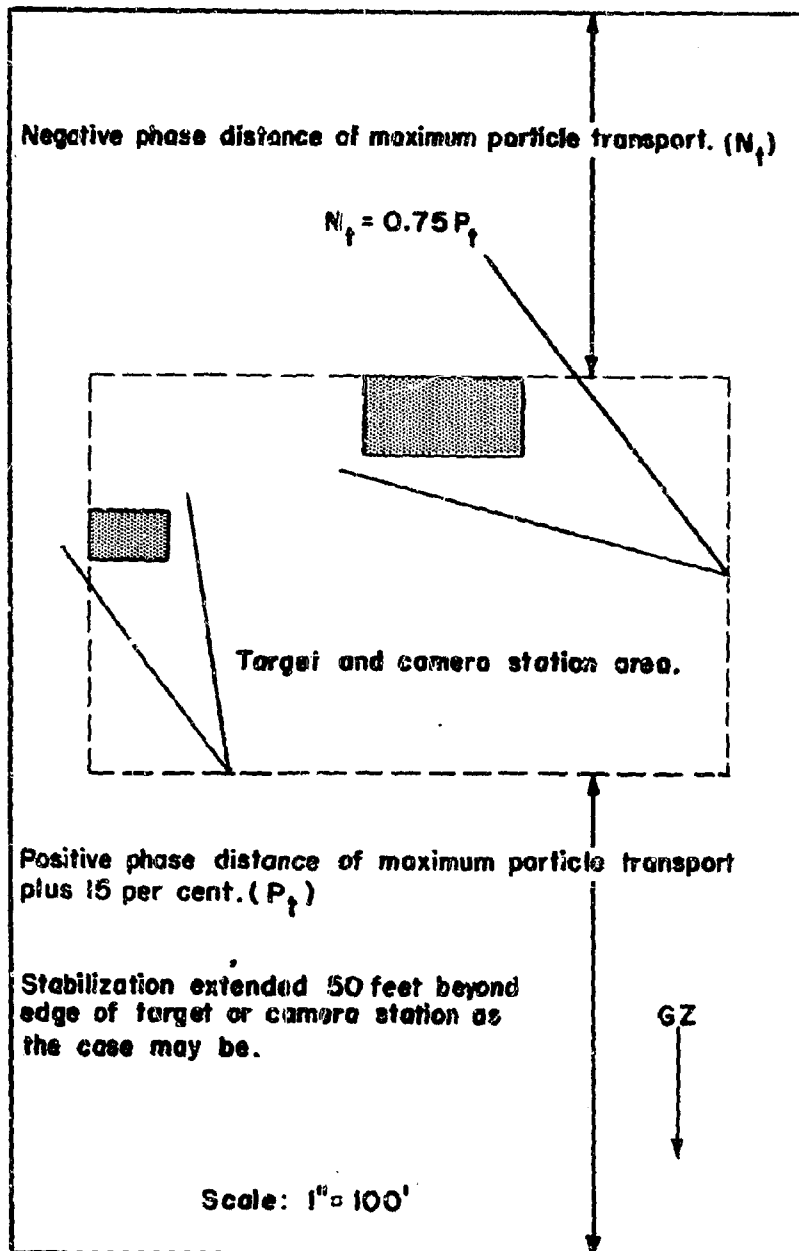 Negative phase distance of maximum particle transport. (Nt)
Nt = 0.75 Pt
Target and camera station area.
Positive phase distance of maximum particle transport
plus 15 per cent. (Pt)
Stabilization extended 50 feet beyond
edge of target or camera station as
the case may be.
GZ
Scale: 1" = 100'